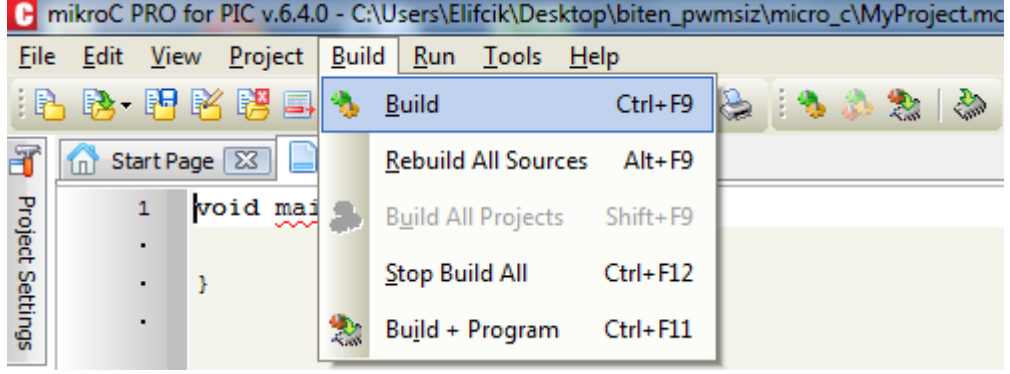 mikroC PRO for PIC v.6.4.0 - C:\Users\Elifcik\Desktop\biten_pwmsiz\micro_c\MyProject.mc
File Edit View Project Build Run Tools Help
Build Ctrl+F9
Start Page
Rebuild All Sources Alt+F9
1 void mai
Build All Projects Shift+F9
Stop Build All Ctrl+F12
}
Build + Program Ctrl+F11
Project Settings